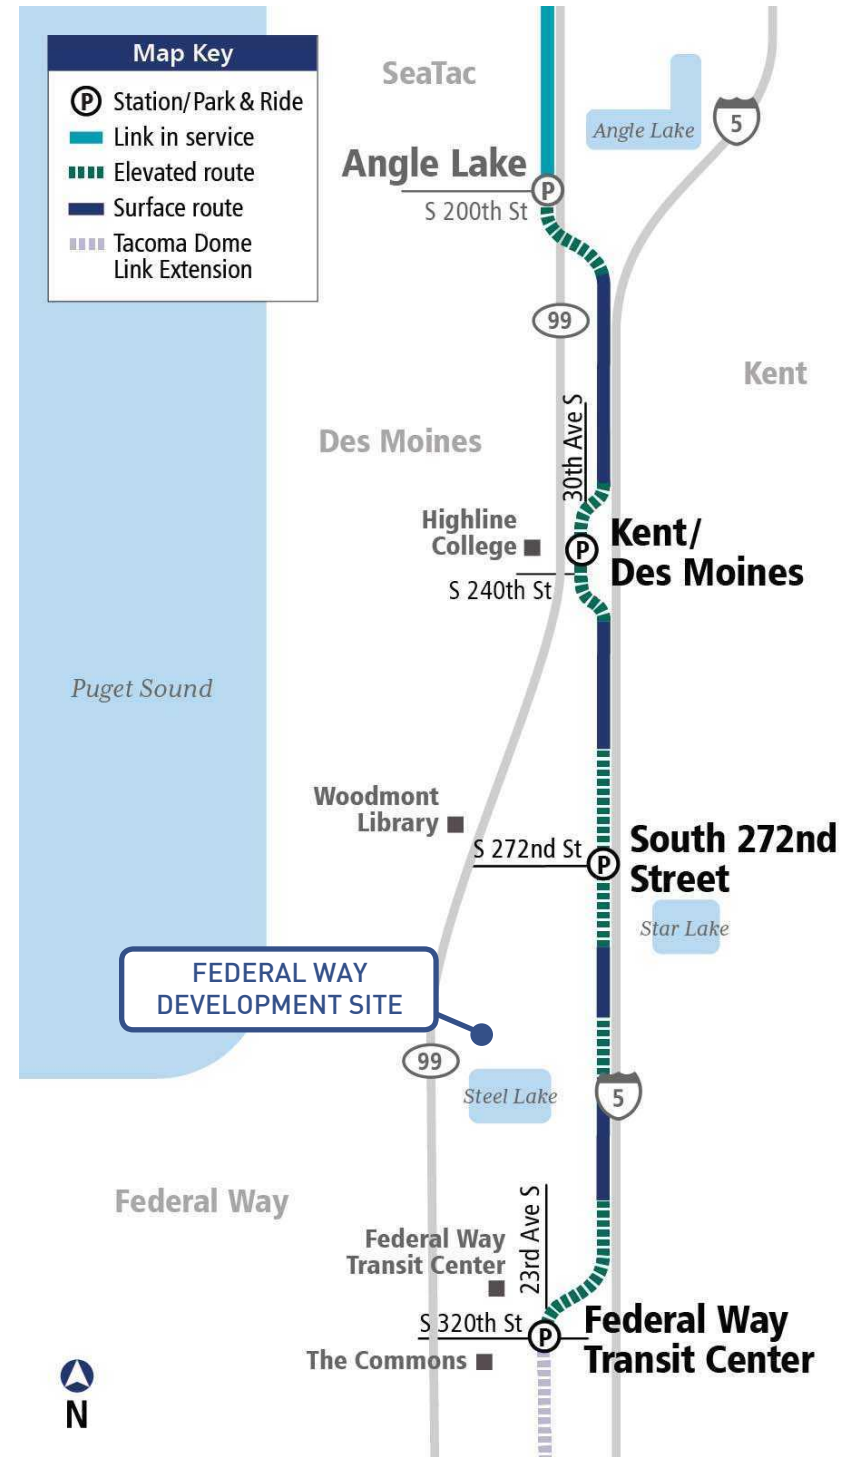 Map Key
P Station/Park & Ride
Link in service
Elevated route
Surface route
Tacoma Dome
Link Extension
SeaTac
Angle Lake
5
Angle Lake
P
S 200th St
99
Kent
30th Ave S
Des Moines
Highline
College
P
Kent/
Des Moines
S 240th St
Puget Sound
Woodmont
Library
S 272nd St
P
South 272nd
Street
Star Lake
FEDERAL WAY
DEVELOPMENT SITE
99
Steel Lake
5
Federal Way
23rd Ave S
Federal Way
Transit Center
S 320th St
P
Federal Way
Transit Center
The Commons
N